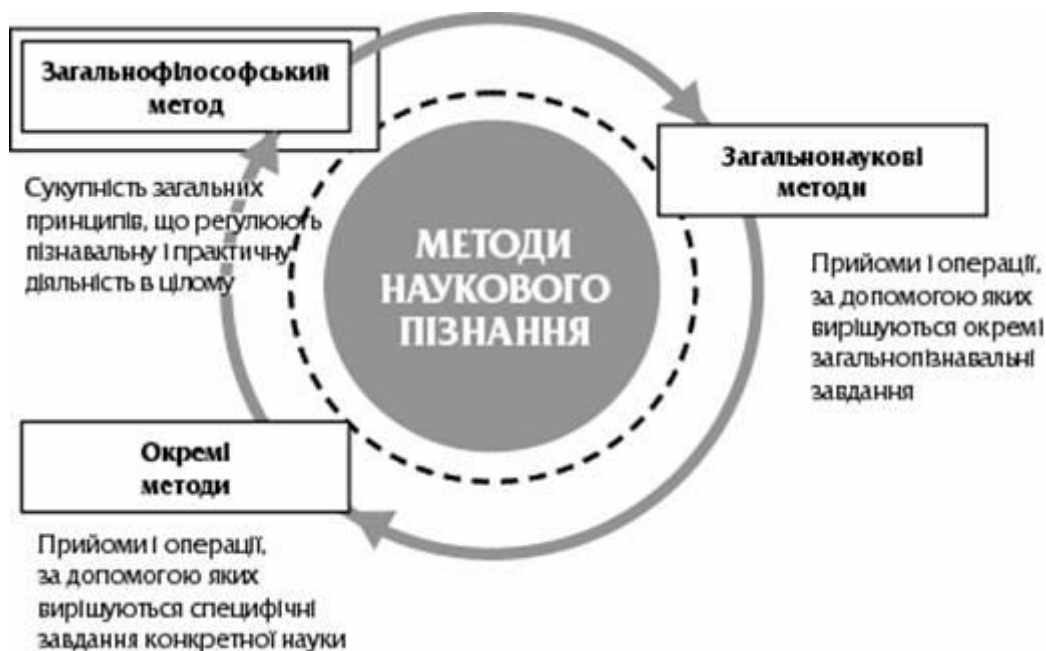 Загальнофілософський
метод
Сукупність загальних
принципів, що регулюють
пізнавальну і практичну
діяльність в цілому
Загальнонаукові
методи
Прийоми і операції,
за допомогою яких
вирішуються окремі
загальнопізнавальні
завдання
МЕТОДИ
НАУКОВОГО
ПІЗНАННЯ
Окремі
методи
Прийоми і операції,
за допомогою яких
вирішуються специфічні
завдання конкретної науки